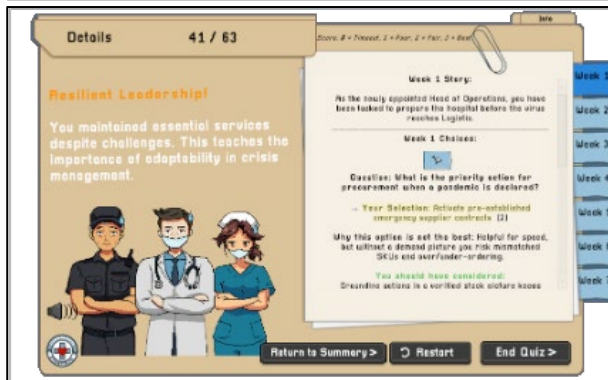 Info
Details 41 / 63
Score: 0 = Timeout, 1 = Poor, 2 = Fair, 3 = Best
Resilient Leadership!
You maintained essential services
despite challenges. This teaches the
importance of adaptability in crisis
management.
Week 1 Story:
As the newly appointed Head of Operations, you have
been tasked to prepare the hospital before the virus
reaches Logistia.
Week 1 Choices:
Question: What is the priority action for
procurement when a pandemic is declared?
→ Your Selection: Activate pre-established
emergency supplier contracts (2)
Why this option is not the best: Helpful for speed,
but without a demand picture you risk mismatched
SKUs and over/under-ordering.
You should have considered:
Grounding actions in a verified stock picture keeps
Week 1
Week 2
Week 3
Week 4
Week
Week
Week 7
Return to Summary >
Restart
End Quiz >